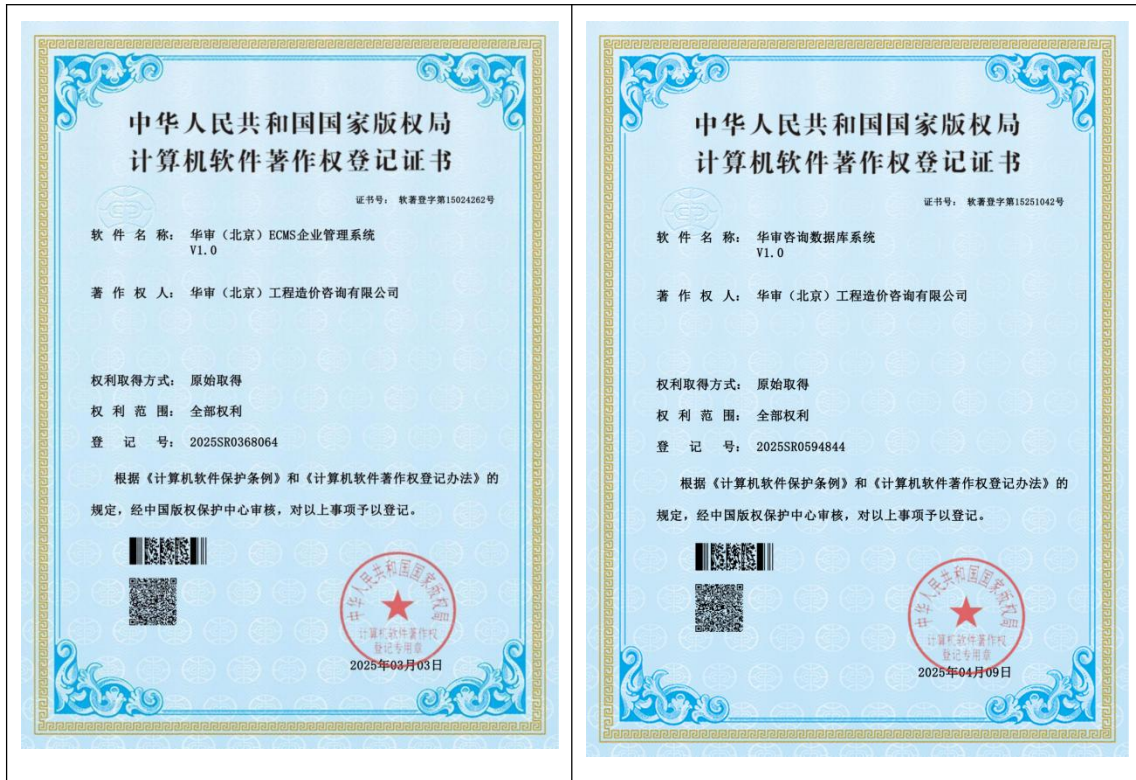 中华人民共和国国家版权局
计算机软件著作权登记证书
证书号： 软著登字第15024262号
软 件 名 称： 华审（北京）ECMS企业管理系统
V1.0
著 作 权 人： 华审（北京）工程造价咨询有限公司
权利取得方式： 原始取得
权 利 范 围： 全部权利
登 记 号： 2025SR0368064
根据《计算机软件保护条例》和《计算机软件著作权登记办法》的
规定，经中国版权保护中心审核，对以上事项予以登记。
中华人民共和国国家版权局
计算机软件著作权
登记专用章
2025年03月03日
中华人民共和国国家版权局
计算机软件著作权登记证书
证书号： 软著登字第15251042号
软 件 名 称： 华审咨询数据库系统
V1.0
著 作 权 人： 华审（北京）工程造价咨询有限公司
权利取得方式： 原始取得
权 利 范 围： 全部权利
登 记 号： 2025SR0594844
根据《计算机软件保护条例》和《计算机软件著作权登记办法》的
规定，经中国版权保护中心审核，对以上事项予以登记。
中华人民共和国国家版权局
计算机软件著作权
登记专用章
2025年04月09日